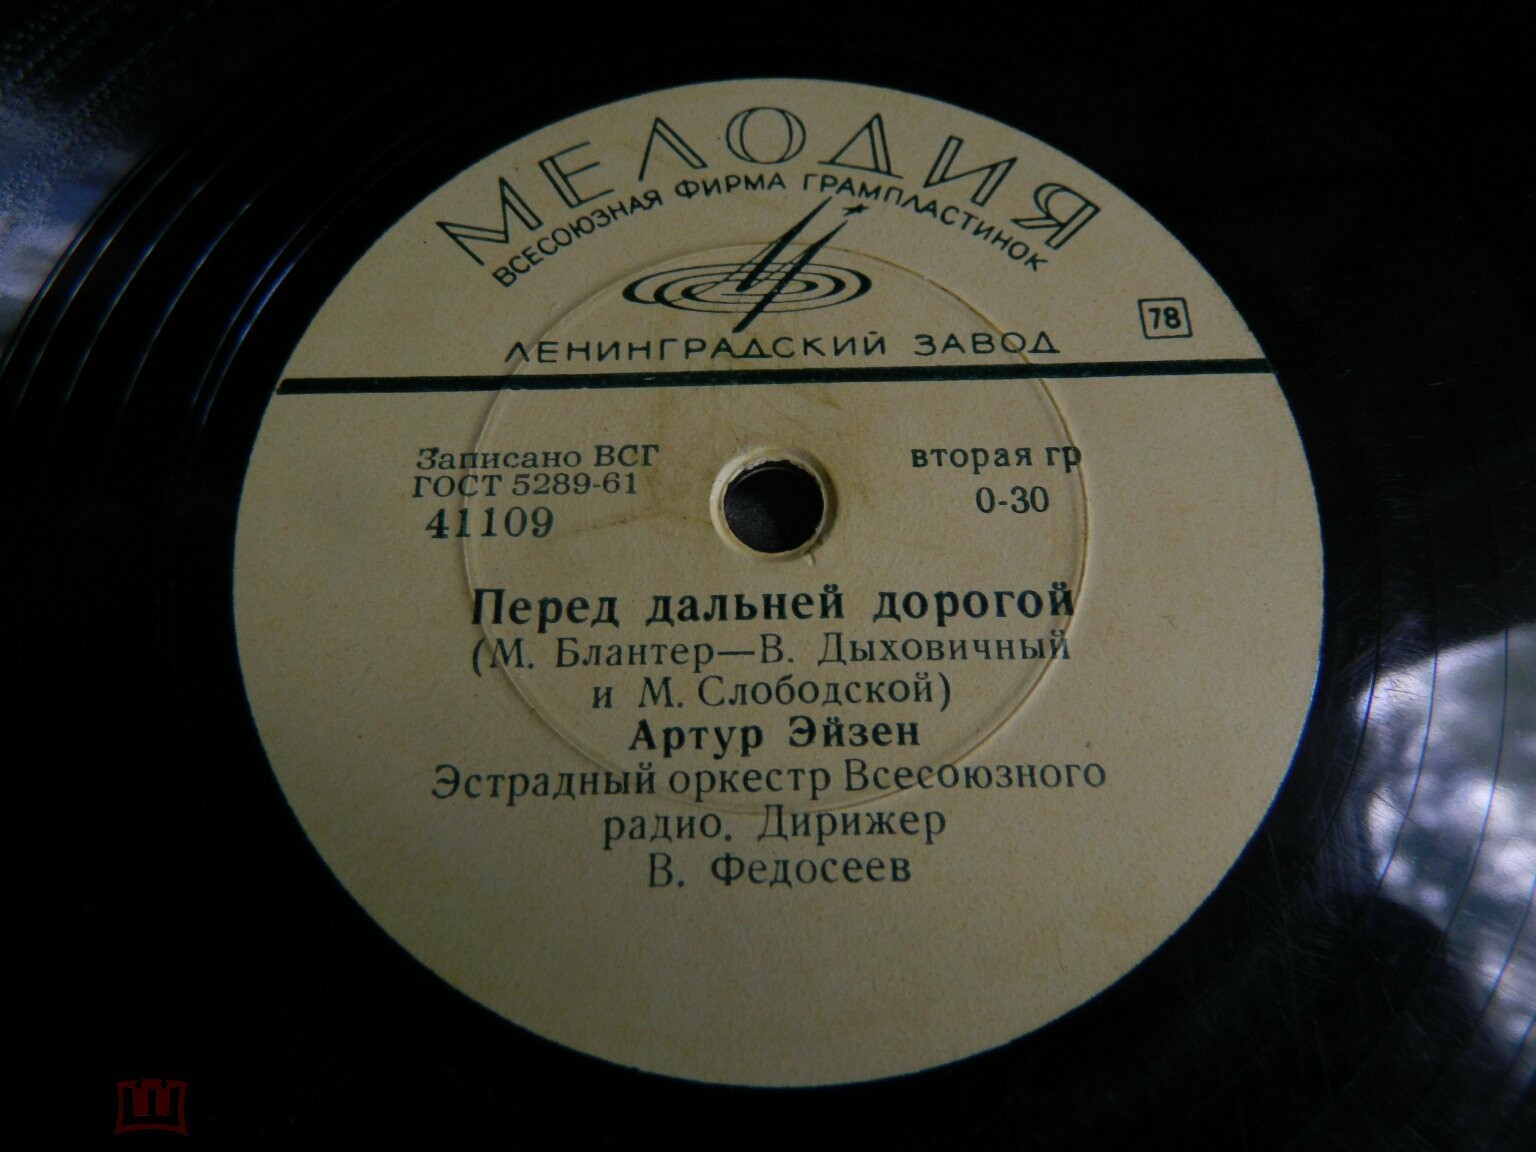 МЕЛОДИЯ
ВСЕСОЮЗНАЯ ФИРМА ГРАМПЛАСТИНОК
ЛЕНИНГРАДСКИЙ ЗАВОД
78
Записано ВСГ
вторая гр
ГОСТ 5289-61
0-30
41109
Перед дальней дорогой
(М. Блантер—В. Дыховичный
и М. Слободской)
Артур Эйзен
Эстрадный оркестр Всесоюзного
радио. Дирижер
В. Федосеев